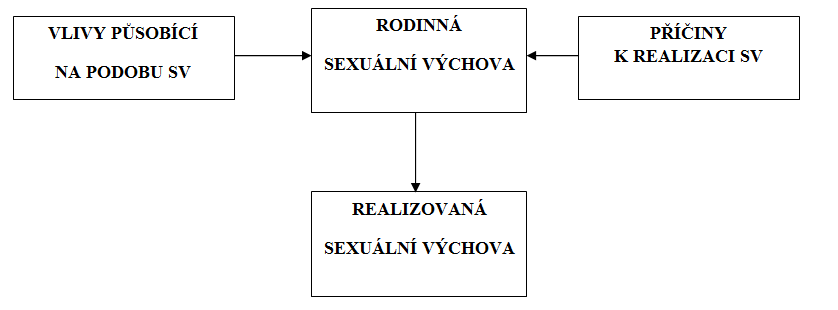 VLIVY PŮSOBÍCÍ
NA PODOBU SV
RODINNÁ
SEXUÁLNÍ VÝCHOVA
PŘÍČINY
K REALIZACI SV
REALIZOVANÁ
SEXUÁLNÍ VÝCHOVA